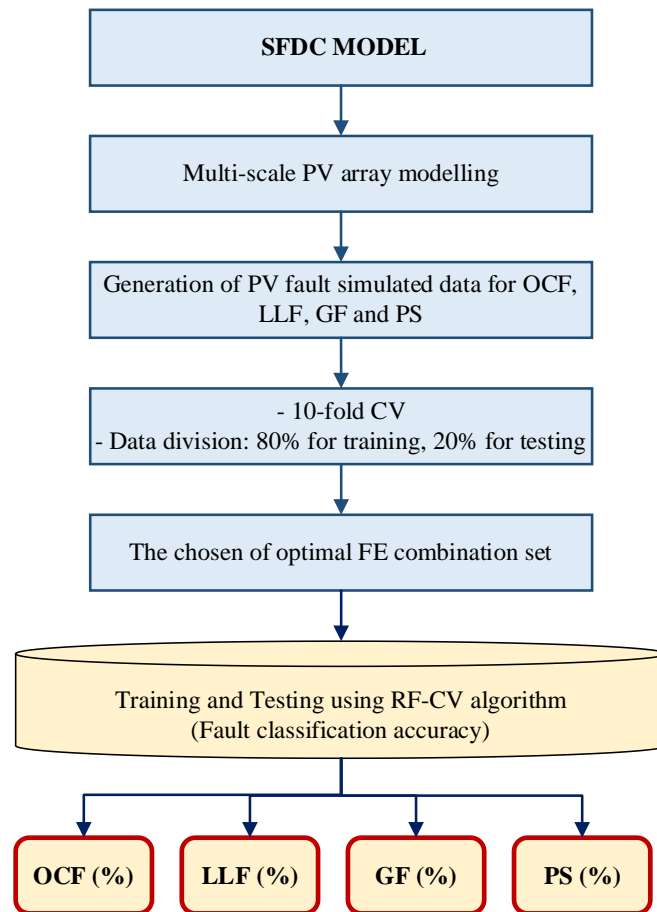 SFDC MODEL
Multi-scale PV array modelling
Generation of PV fault simulated data for OCF,
LLF, GF and PS
- 10-fold CV
- Data division: 80% for training, 20% for testing
The chosen of optimal FE combination set
Training and Testing using RF-CV algorithm
(Fault classification accuracy)
OCF (%)
LLF (%)
GF (%)
PS (%)